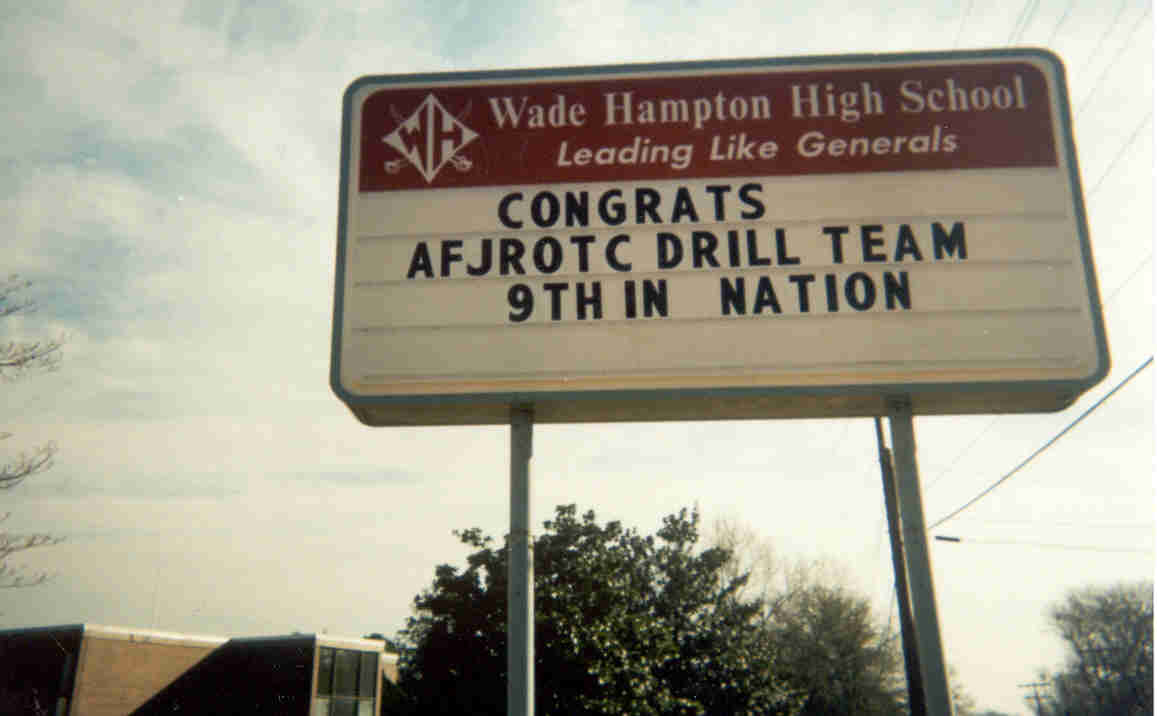 WH Wade Hampton High School
Leading Like Generals
CONGRATS
AFJROTC DRILL TEAM
9TH IN NATION